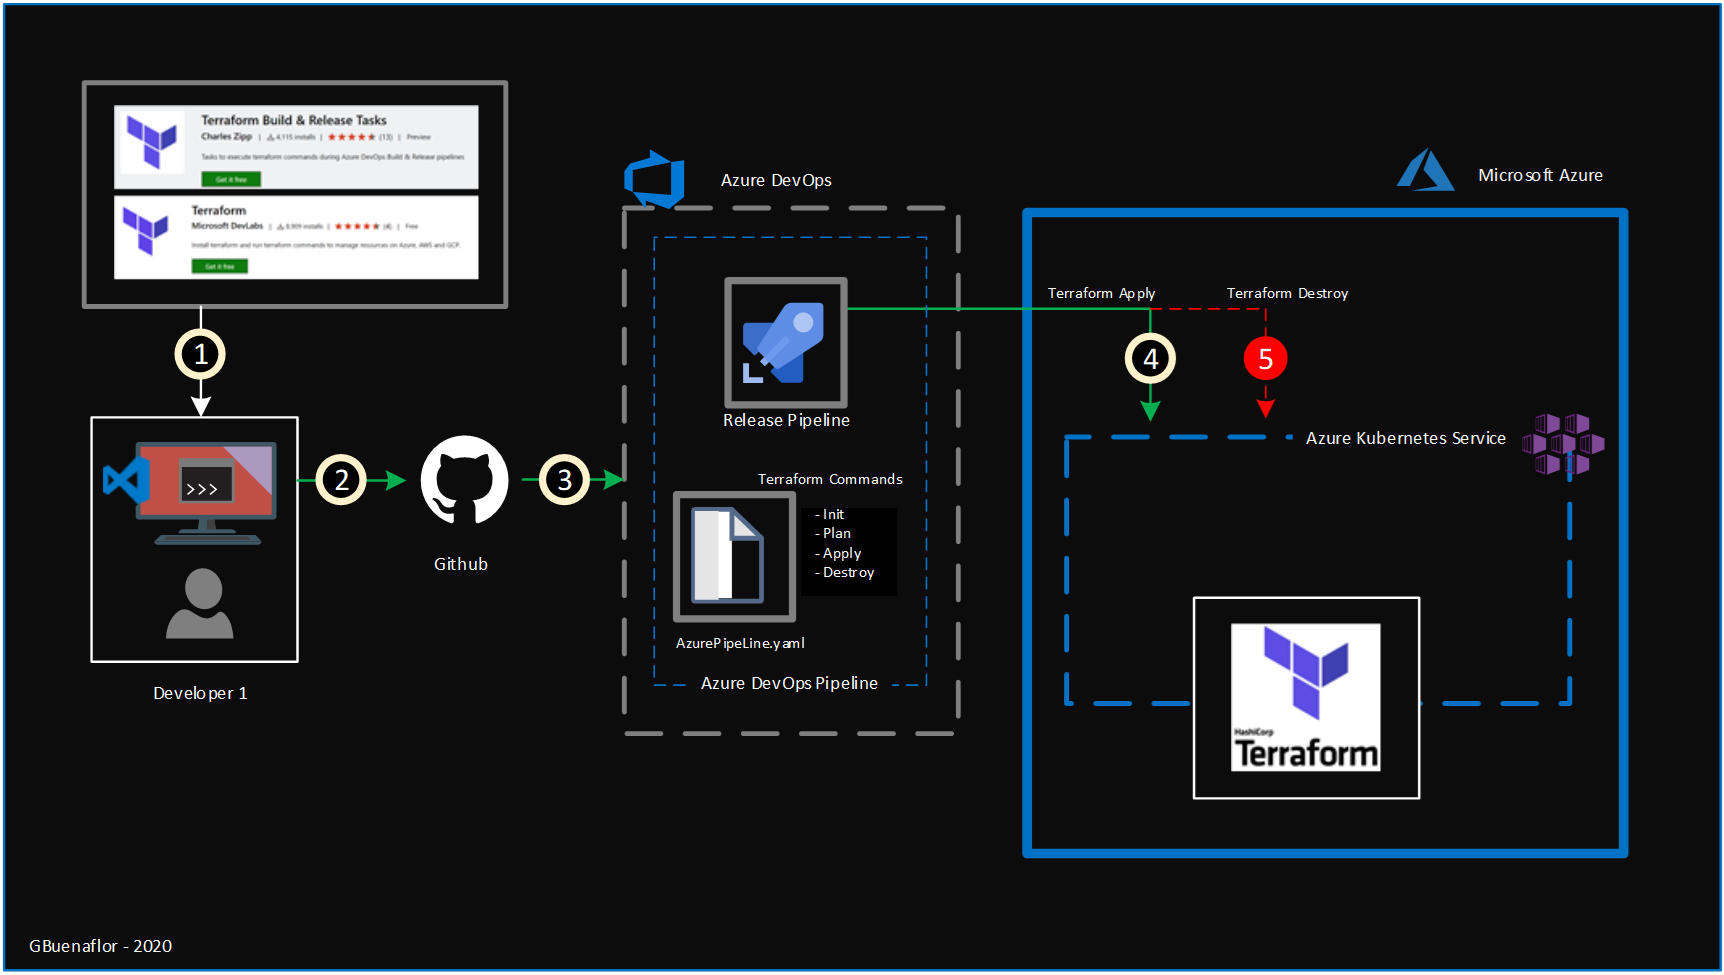 Terraform Build & Release Tasks
Charles Zipp | 4,115 installs | (13) | Preview
Tasks to execute terraform commands during Azure DevOps Build & Release pipelines
Get it free
Terraform
Microsoft DevLabs | 8,909 installs | (4) | Free
Install terraform and run terraform commands to manage resources on Azure, AWS and GCP.
Get it free
1
>>>
Developer 1
2
Github
3
Azure DevOps
Release Pipeline
Terraform Commands
- Init
- Plan
- Apply
- Destroy
AzurePipeLine.yaml
Azure DevOps Pipeline
Microsoft Azure
Terraform Apply
Terraform Destroy
4
5
Azure Kubernetes Service
HashiCorp
Terraform
GBuenaflor - 2020